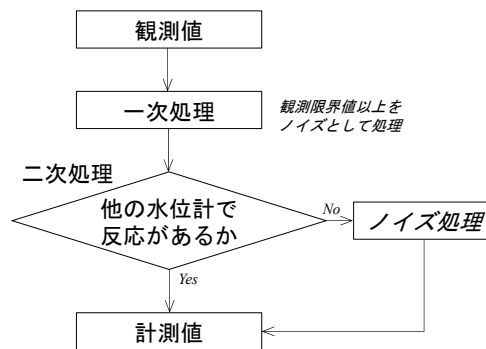 観測値
一次処理
観測限界値以上を
ノイズとして処理
二次処理
他の水位計で
反応があるか
No
ノイズ処理
Yes
計測値